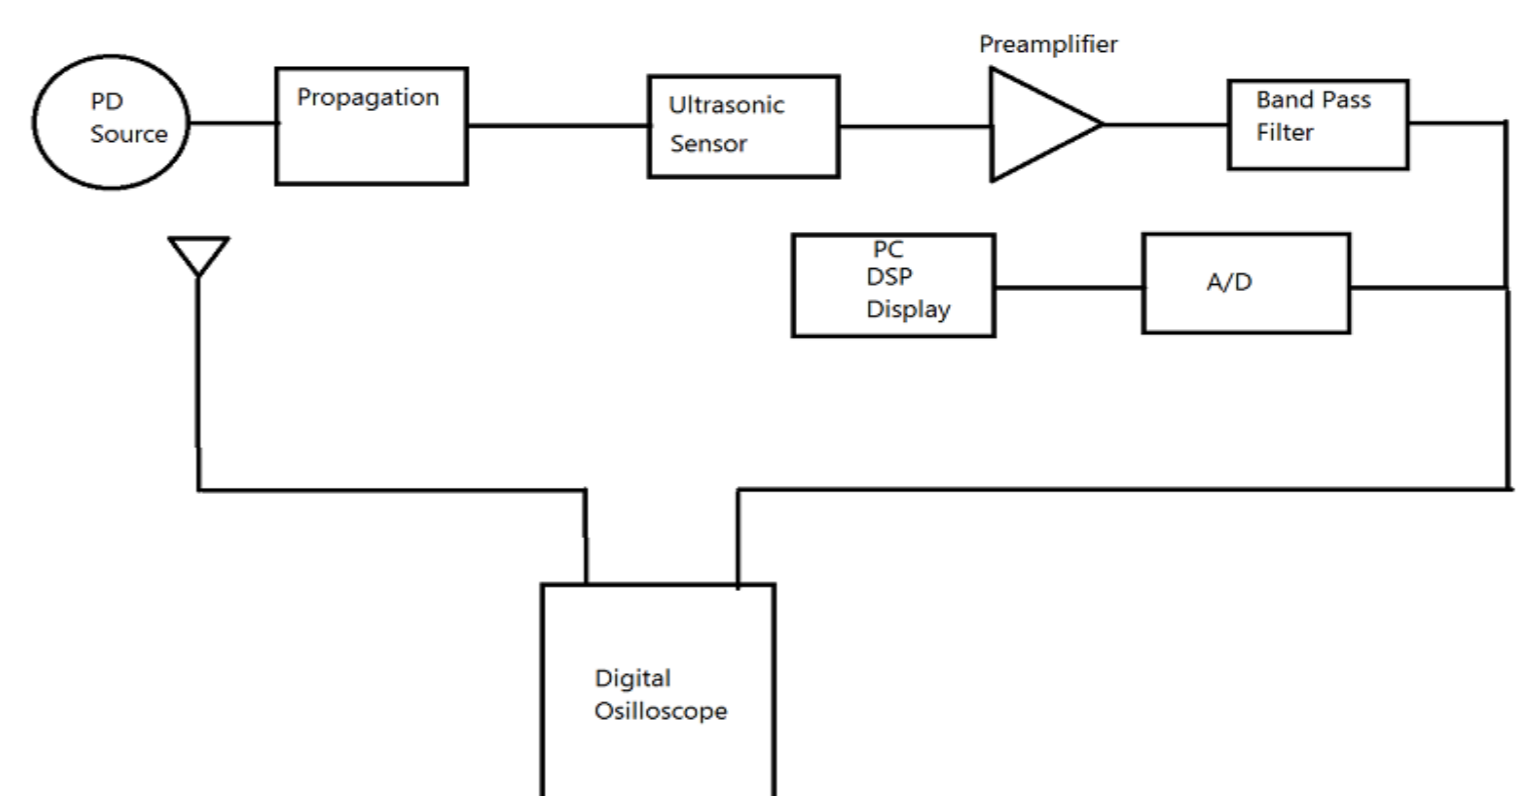 Preamplifier
PD
Source
Propagation
Ultrasonic
Sensor
Band Pass
Filter
PC
DSP
Display
A/D
Digital
Osilloscope